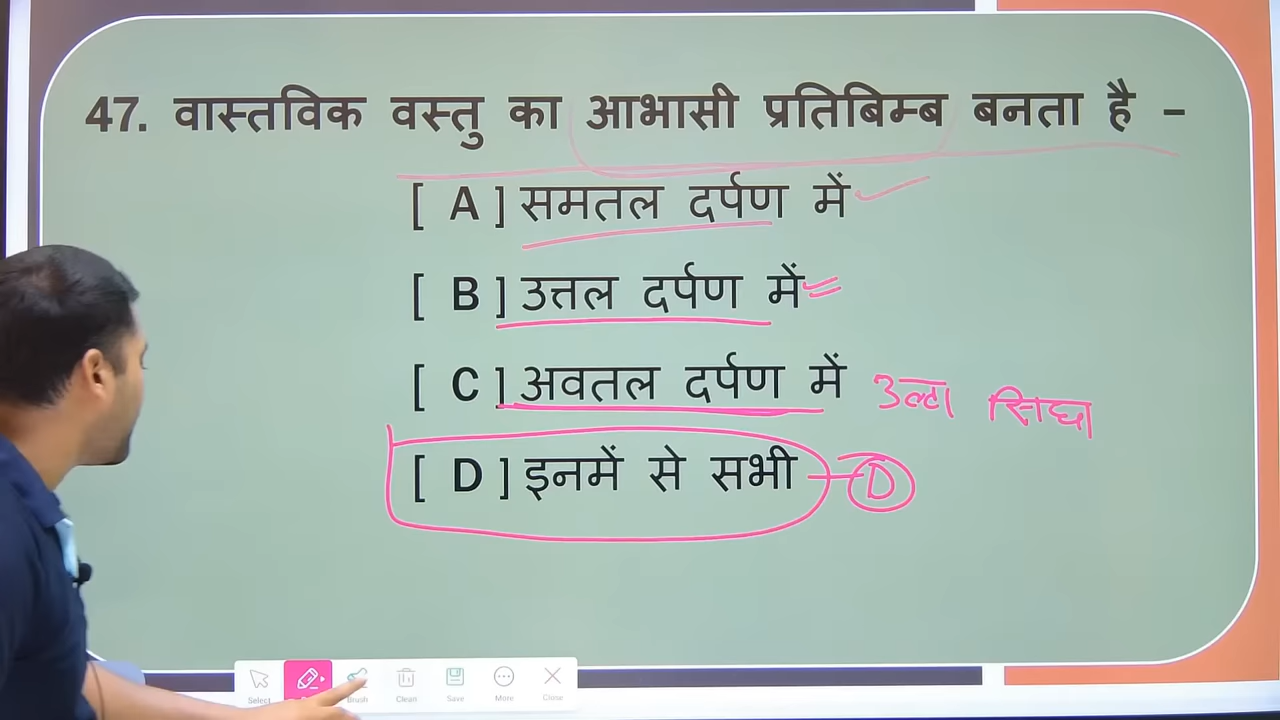 47. वास्तविक वस्तु का आभासी प्रतिबिम्ब बनता है –
[ A ] समतल दर्पण में
[ B ] उत्तल दर्पण में
[ C ] अवतल दर्पण में उल्टा सिधा
[ D ] इनमें से सभी D
Select Brush Clean Save More Close